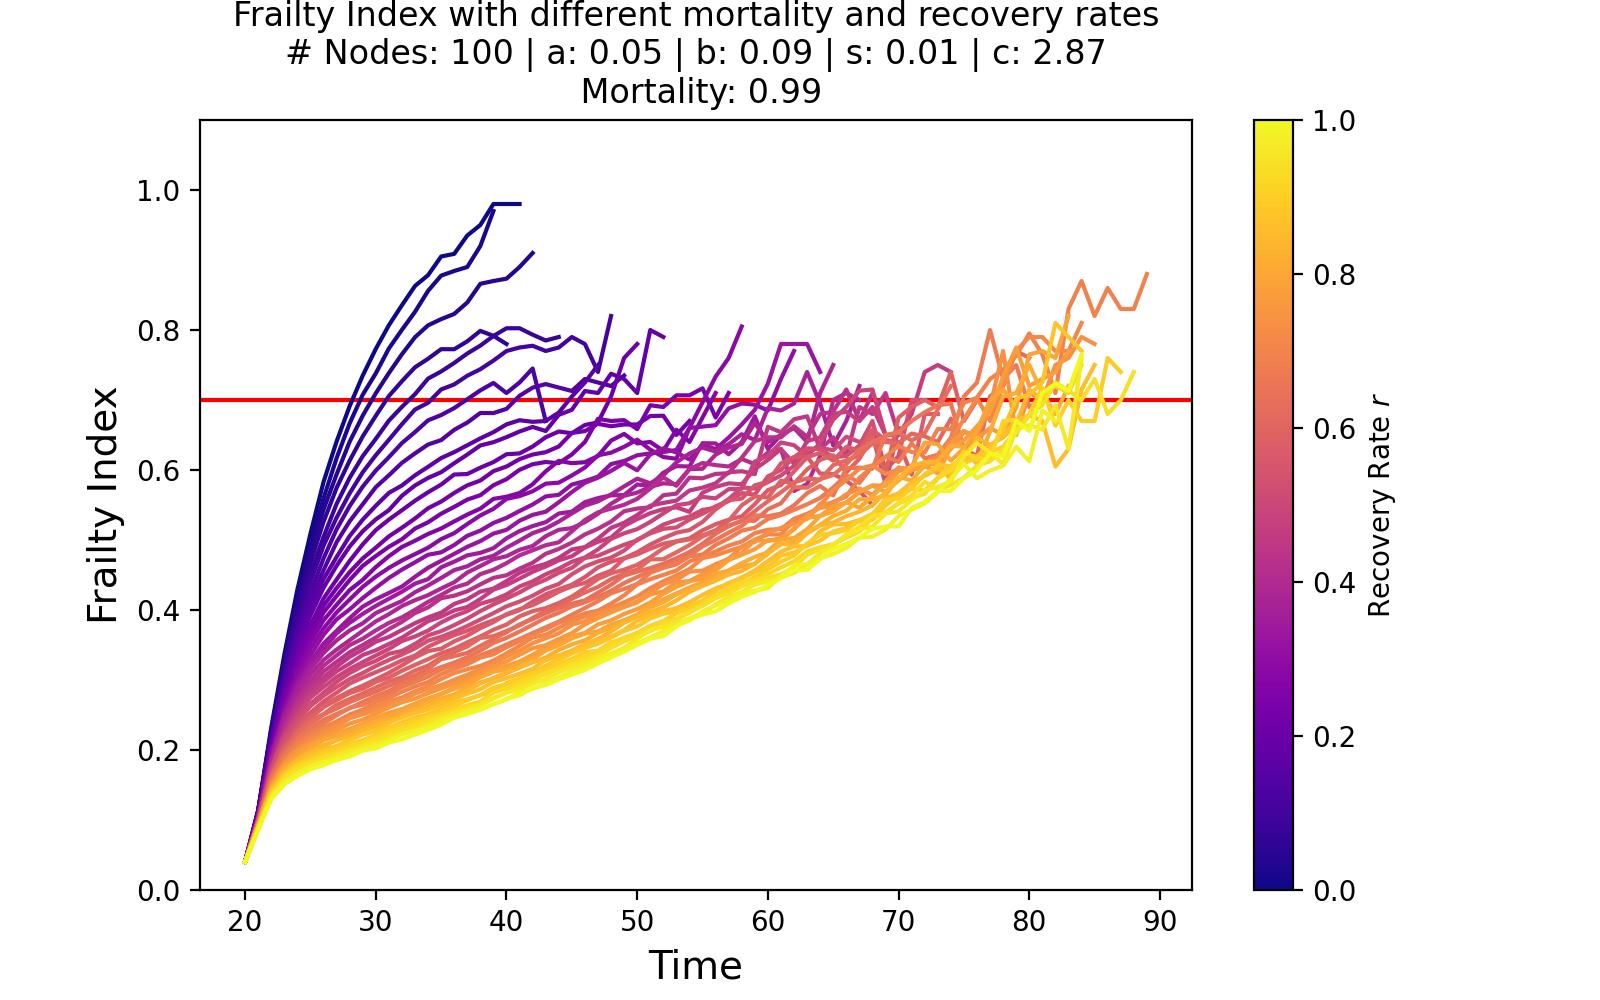 Frailty Index with different mortality and recovery rates
# Nodes: 100 | a: 0.05 | b: 0.09 | s: 0.01 | c: 2.87
Mortality: 0.99
Frailty Index
1.0
0.8
0.6
0.4
0.2
0.0
20 30 40 50 60 70 80 90
Time
1.0
0.8
0.6
0.4
0.2
0.0
Recovery Rate r